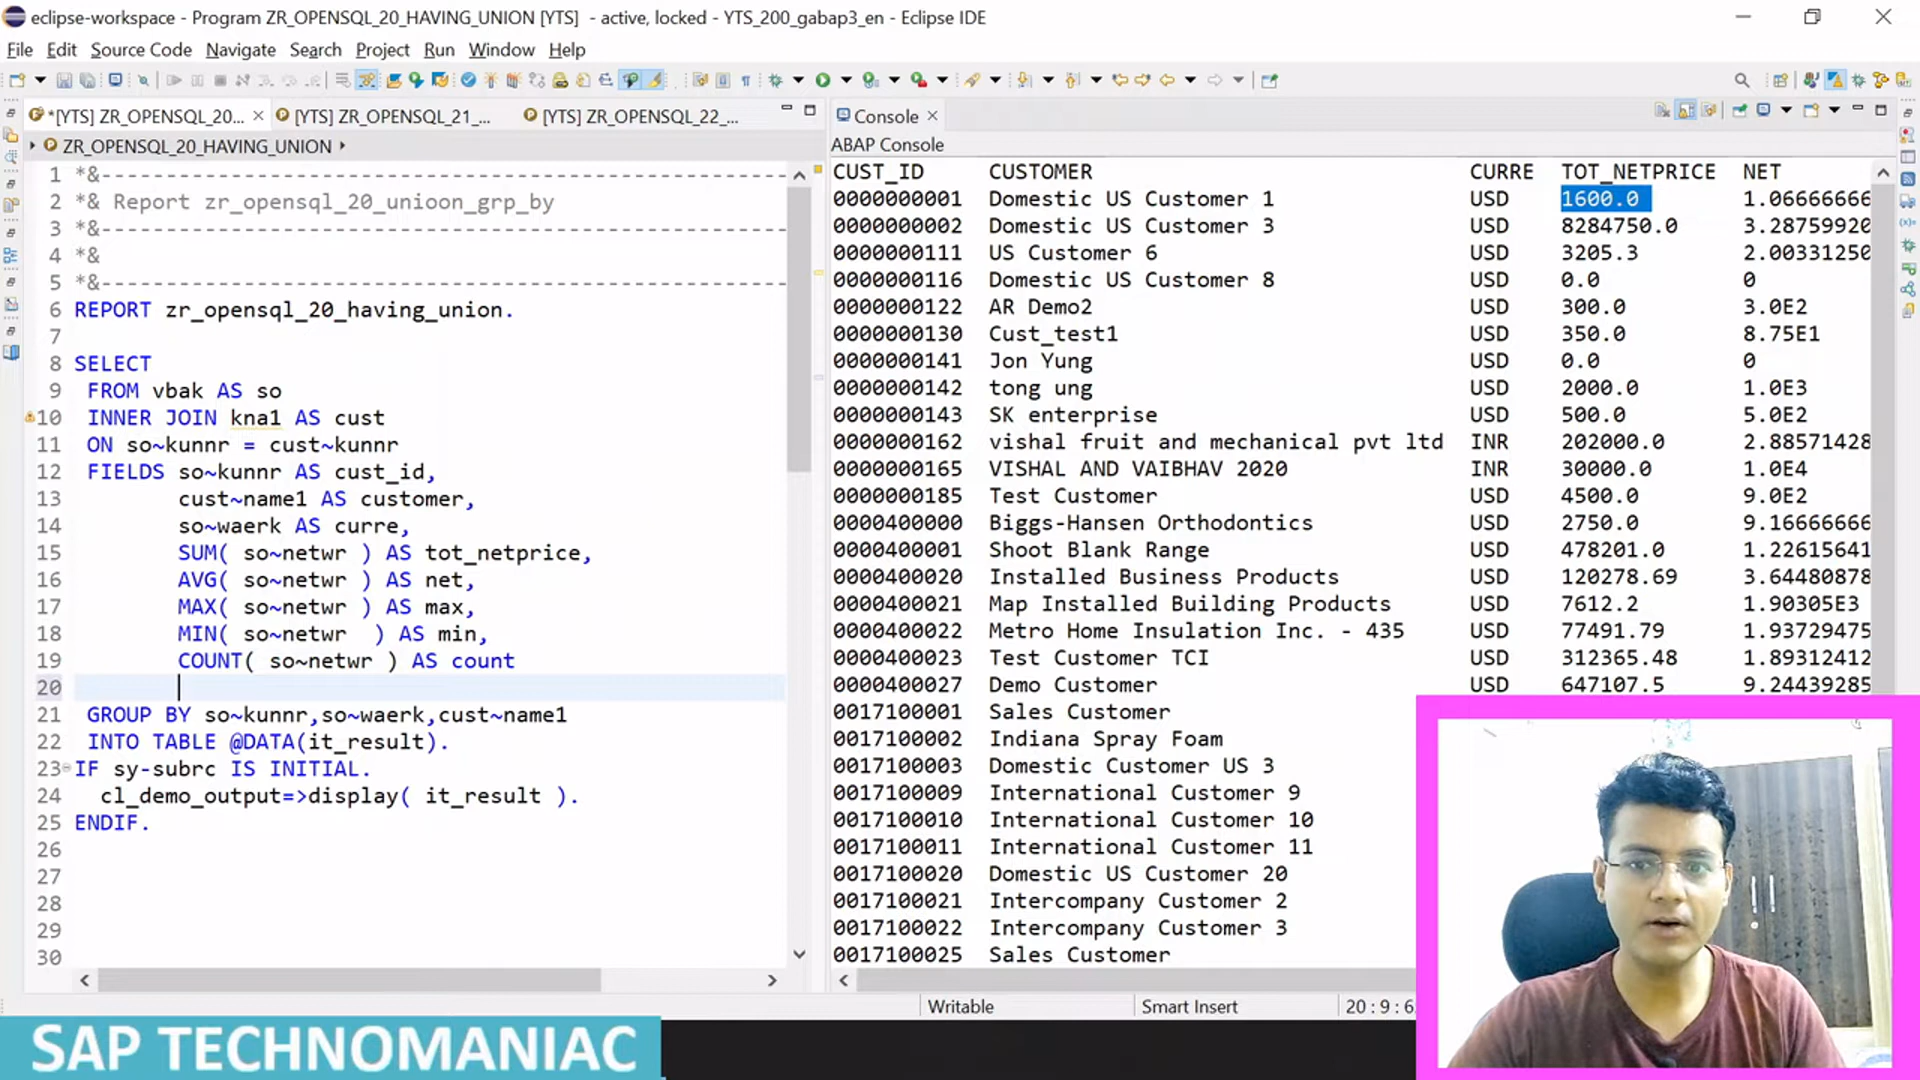 eclipse-workspace - Program ZR_OPENSQL_20_HAVING_UNION [YTS] - active, locked - YTS_200_gabap3_en - Eclipse IDE
File Edit Source Code Navigate Search Project Run Window Help
*[YTS] ZR_OPENSQL_20... [YTS] ZR_OPENSQL_21_... [YTS] ZR_OPENSQL_22_...
ZR_OPENSQL_20_HAVING_UNION
1 *&---------------------------------------------------------------------
2 *& Report zr_opensql_20_unioon_grp_by
3 *&---------------------------------------------------------------------
4 *&
5 *&---------------------------------------------------------------------
6 REPORT zr_opensql_20_having_union.
7
8 SELECT
9 FROM vbak AS so
10 INNER JOIN kna1 AS cust
11 ON so~kunnr = cust~kunnr
12 FIELDS so~kunnr AS cust_id,
13 cust~name1 AS customer,
14 so~waerk AS curre,
15 SUM( so~netwr ) AS tot_netprice,
16 AVG( so~netwr ) AS net,
17 MAX( so~netwr ) AS max,
18 MIN( so~netwr  ) AS min,
19 COUNT( so~netwr ) AS count
20
21 GROUP BY so~kunnr,so~waerk,cust~name1
22 INTO TABLE @DATA(it_result).
23 IF sy-subrc IS INITIAL.
24 cl_demo_output=>display( it_result ).
25 ENDIF.
26
27
28
29
30
Console
ABAP Console
CUST_ID CUSTOMER CURRE TOT_NETPRICE NET
0000000001 Domestic US Customer 1 USD 1600.0 1.06666666
0000000002 Domestic US Customer 3 USD 8284750.0 3.28759920
0000000111 US Customer 6 USD 3205.3 2.00331250
0000000116 Domestic US Customer 8 USD 0.0 0
0000000122 AR Demo2 USD 300.0 3.0E2
0000000130 Cust_test1 USD 350.0 8.75E1
0000000141 Jon Yung USD 0.0 0
0000000142 tong ung USD 2000.0 1.0E3
0000000143 SK enterprise USD 500.0 5.0E2
0000000162 vishal fruit and mechanical pvt ltd INR 202000.0 2.88571428
0000000165 VISHAL AND VAIBHAV 2020 INR 30000.0 1.0E4
0000000185 Test Customer USD 4500.0 9.0E2
0000400000 Biggs-Hansen Orthodontics USD 2750.0 9.16666666
0000400001 Shoot Blank Range USD 478201.0 1.22615641
0000400020 Installed Business Products USD 120278.69 3.64480878
0000400021 Map Installed Building Products USD 7612.2 1.90305E3
0000400022 Metro Home Insulation Inc. - 435 USD 77491.79 1.93729475
0000400023 Test Customer TCI USD 312365.48 1.89312412
0000400027 Demo Customer USD 647107.5 9.24439285
0017100001 Sales Customer
0017100002 Indiana Spray Foam
0017100003 Domestic Customer US 3
0017100009 International Customer 9
0017100010 International Customer 10
0017100011 International Customer 11
0017100020 Domestic US Customer 20
0017100021 Intercompany Customer 2
0017100022 Intercompany Customer 3
0017100025 Sales Customer
Writable Smart Insert 20 : 9 : 6
SAP TECHNOMANIAC